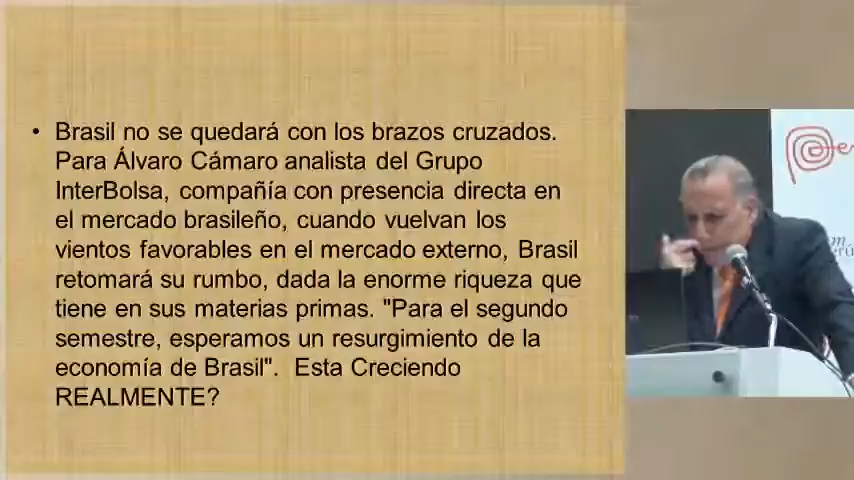 • Brasil no se quedará con los brazos cruzados.
Para Álvaro Cámaro analista del Grupo
InterBolsa, compañía con presencia directa en
el mercado brasileño, cuando vuelvan los
vientos favorables en el mercado externo, Brasil
retomará su rumbo, dada la enorme riqueza que
tiene en sus materias primas. "Para el segundo
semestre, esperamos un resurgimiento de la
economía de Brasil".  Esta Creciendo
REALMENTE?